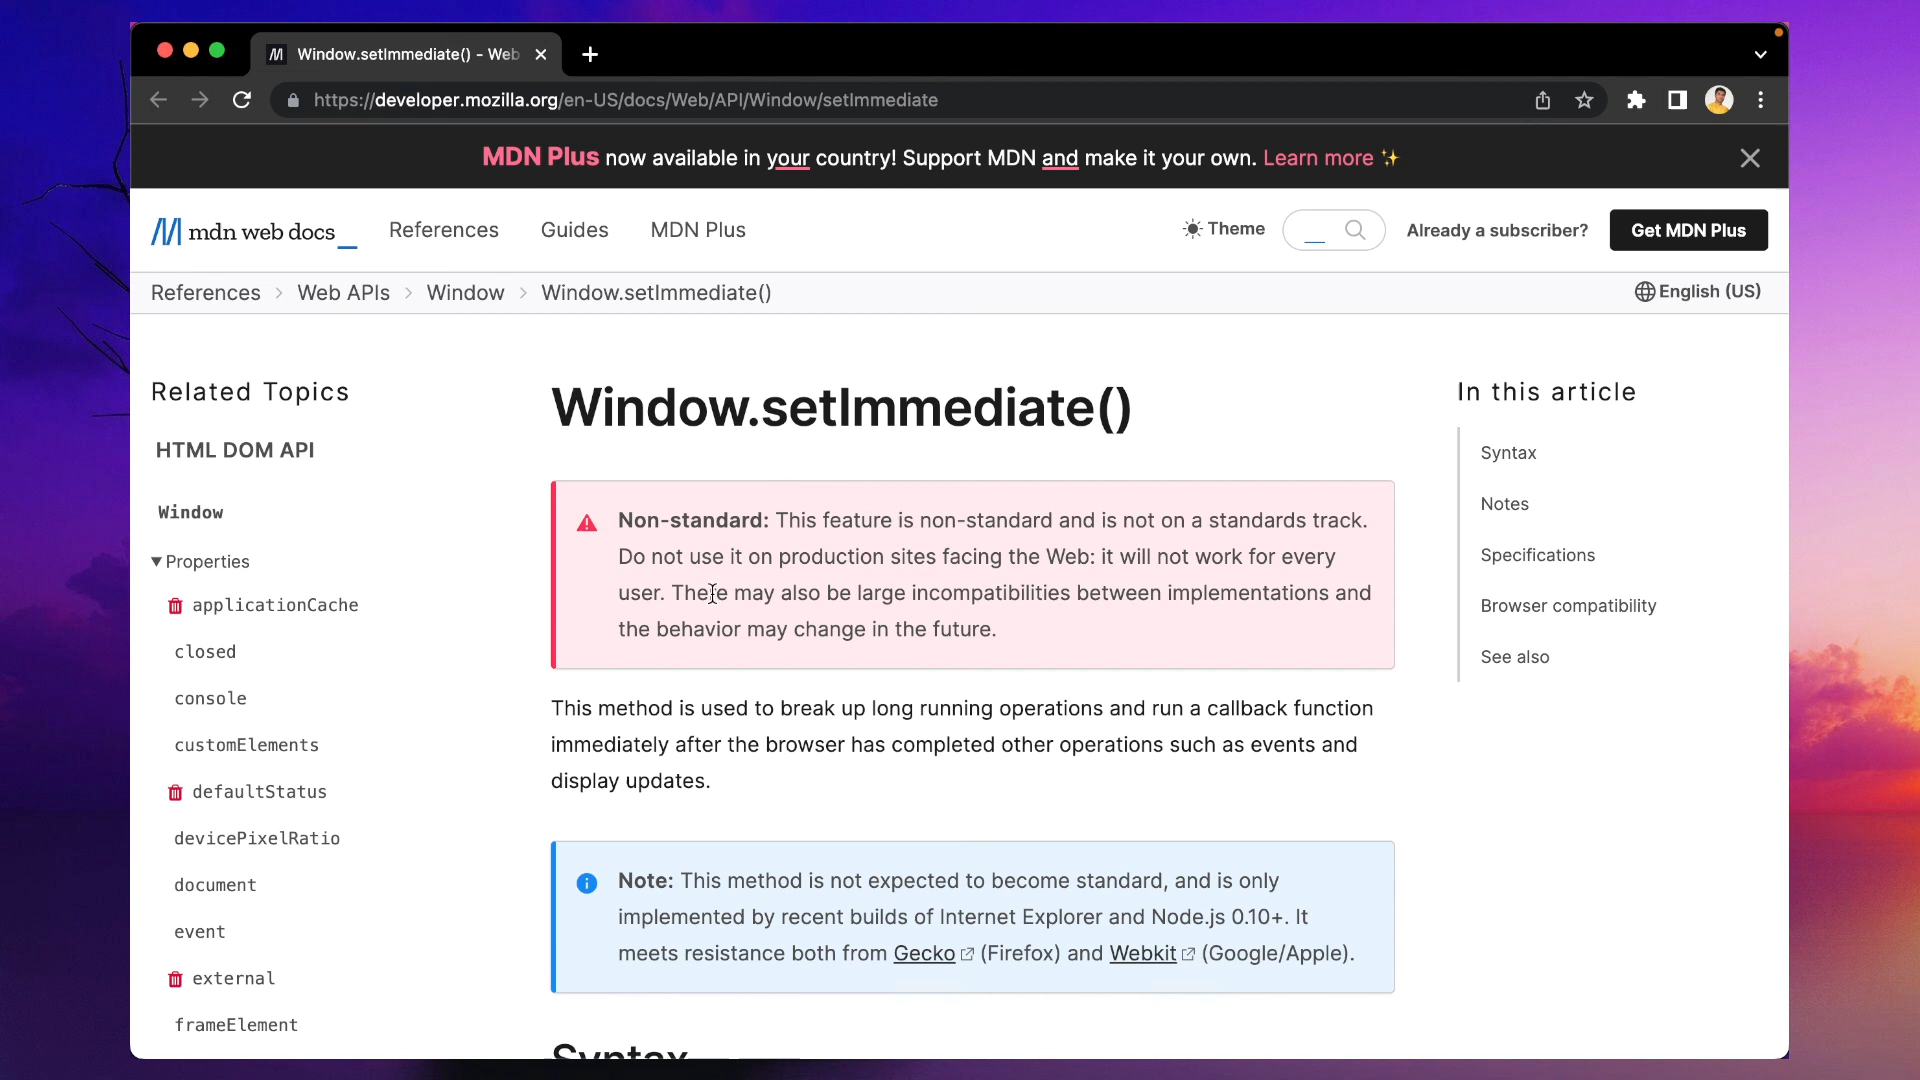 Window.setImmediate() - Web
https://developer.mozilla.org/en-US/docs/Web/API/Window/setImmediate
MDN Plus now available in your country! Support MDN and make it your own. Learn more ✨
mdn web docs_
References
Guides
MDN Plus
Theme
Already a subscriber?
Get MDN Plus
References > Web APIs > Window > Window.setImmediate()
English (US)
Related Topics
HTML DOM API
Window
Properties
applicationCache
closed
console
customElements
defaultStatus
devicePixelRatio
document
event
external
frameElement
Window.setImmediate()
Non-standard: This feature is non-standard and is not on a standards track.
Do not use it on production sites facing the Web: it will not work for every
user. There may also be large incompatibilities between implementations and
the behavior may change in the future.
This method is used to break up long running operations and run a callback function
immediately after the browser has completed other operations such as events and
display updates.
Note: This method is not expected to become standard, and is only
implemented by recent builds of Internet Explorer and Node.js 0.10+. It
meets resistance both from Gecko (Firefox) and Webkit (Google/Apple).
Syntax
In this article
Syntax
Notes
Specifications
Browser compatibility
See also